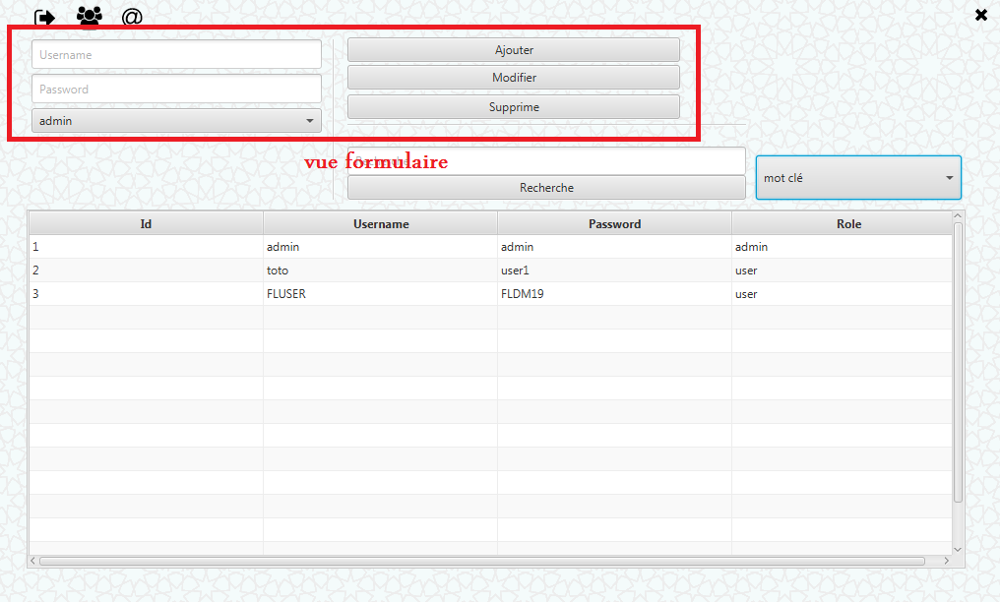 @
Username
Password
admin
Ajouter
Modifier
Supprime
vue formulaire
Recherche
mot clé
Id Username Password Role
1 admin admin admin
2 toto user1 user
3 FLUSER FLDM19 user